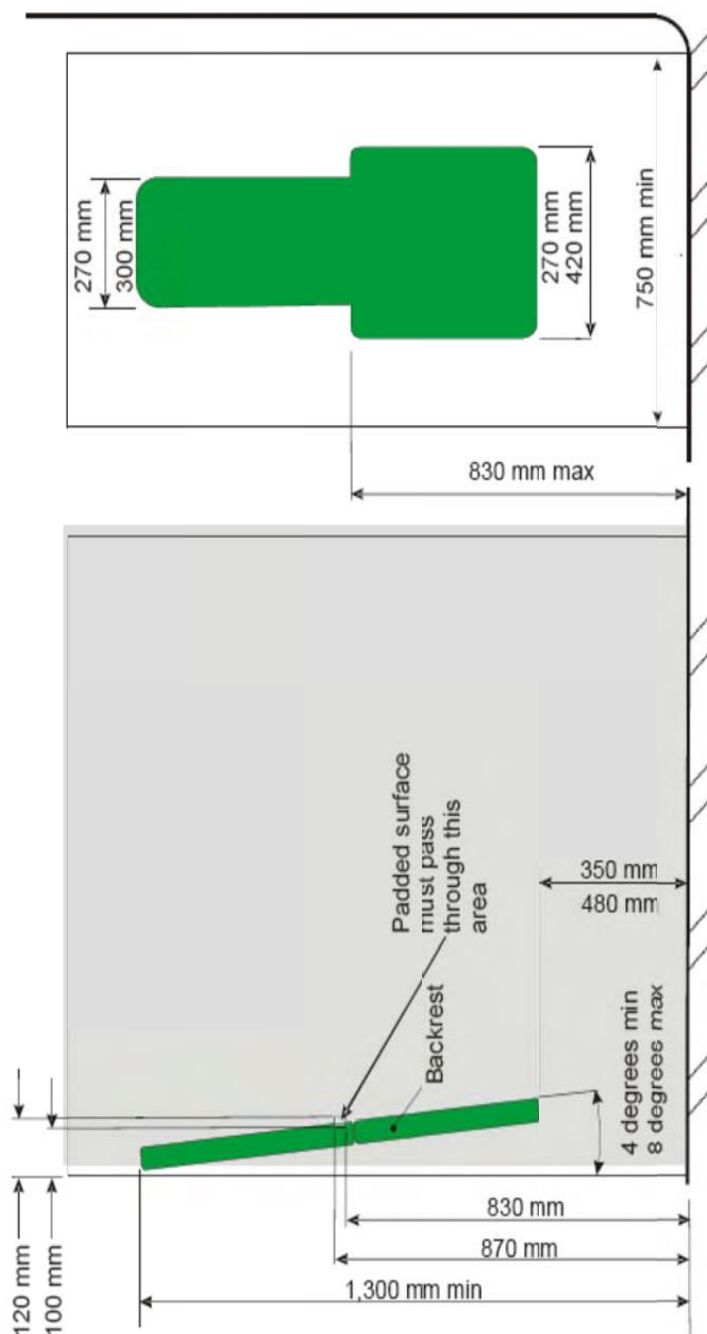 270 mm
300 mm
270 mm
420 mm
750 mm min
830 mm max
Padded surface
must pass
through this
area
Backrest
350 mm
480 mm
4 degrees min
8 degrees max
120 mm
100 mm
830 mm
870 mm
1,300 mm min